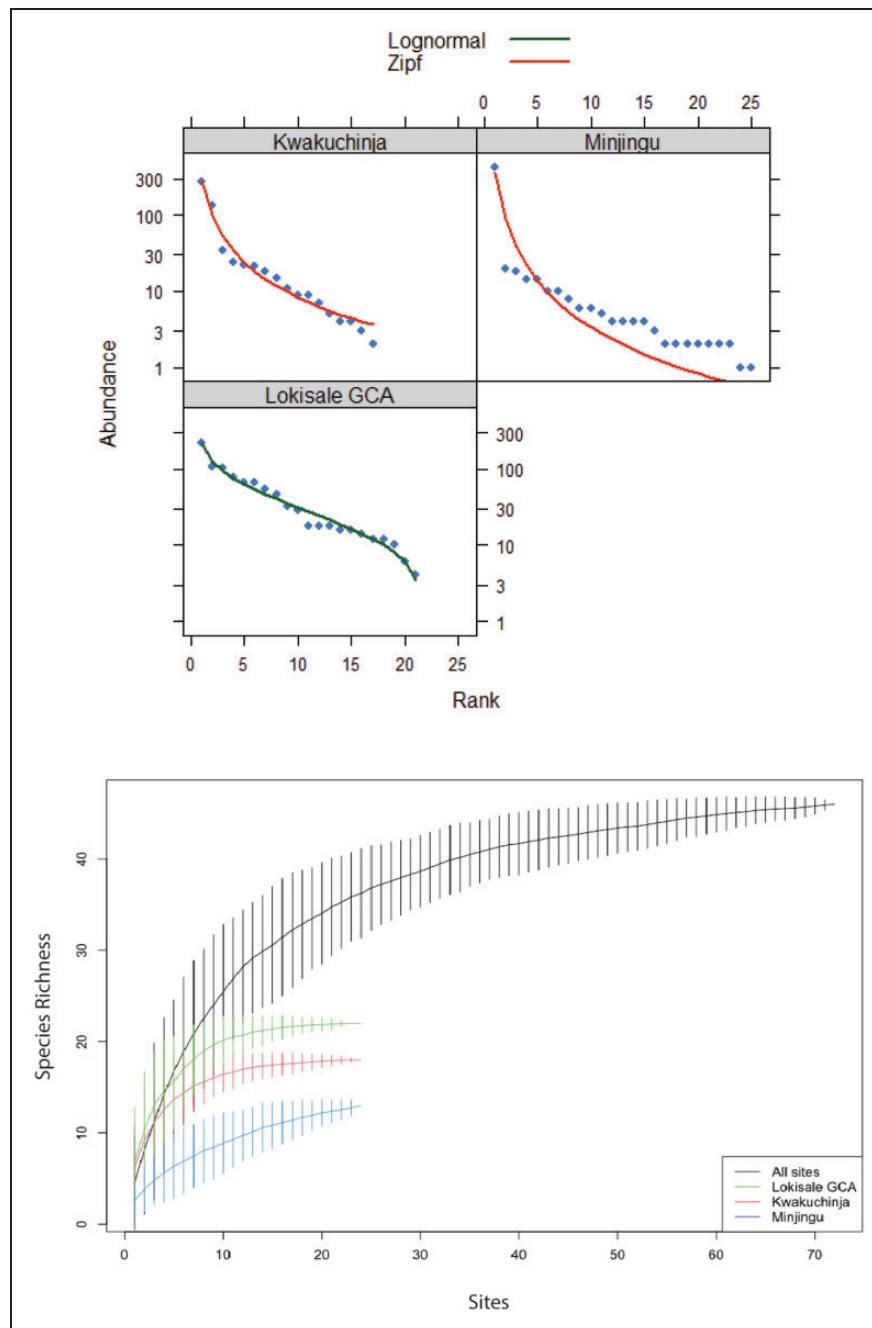 Lognormal
Zipf
0 5 10 15 20 25
Kwakuchinja Minjingu
300
100
30
10
3
1
Lokisale GCA
300
100
30
10
3
1
Abundance
0 5 10 15 20 25
Rank
40
30
20
10
0
Species Richness
All sites
Lokisale GCA
Kwakuchinja
Minjingu
0 10 20 30 40 50 60 70
Sites